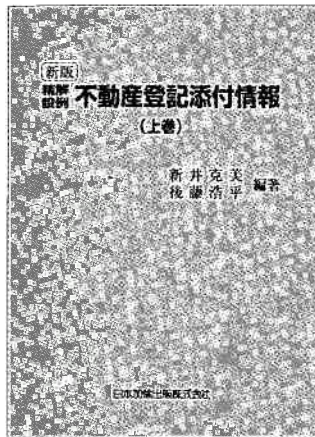 〔新版〕
精解設例 不動産登記添付情報
（上巻）
新井克美
後藤浩平 編著
日本加除出版株式会社